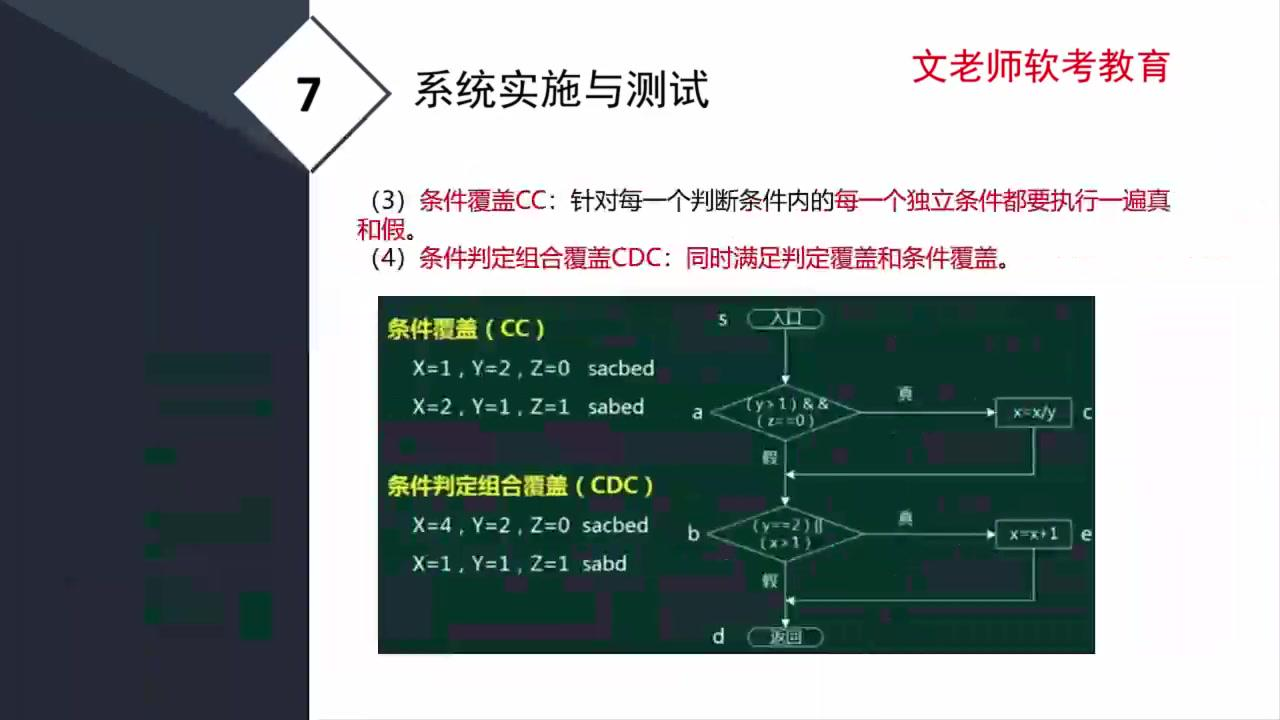 7
系统实施与测试
文老师软考教育
（3）条件覆盖CC：针对每一个判断条件内的每一个独立条件都要执行一遍真
和假。
（4）条件判定组合覆盖CDC：同时满足判定覆盖和条件覆盖。
条件覆盖（CC）
X=1，Y=2，Z=0 sacbed
X=2，Y=1，Z=1 sabed
条件判定组合覆盖（CDC）
X=4，Y=2，Z=0 sacbed
X=1，Y=1，Z=1 sabd
s
入口
a
(y>1)&&
(z==0)
真
x=x/y
c
假
b
(y==2)||
(x>1)
真
x=x+1
e
假
d
返回